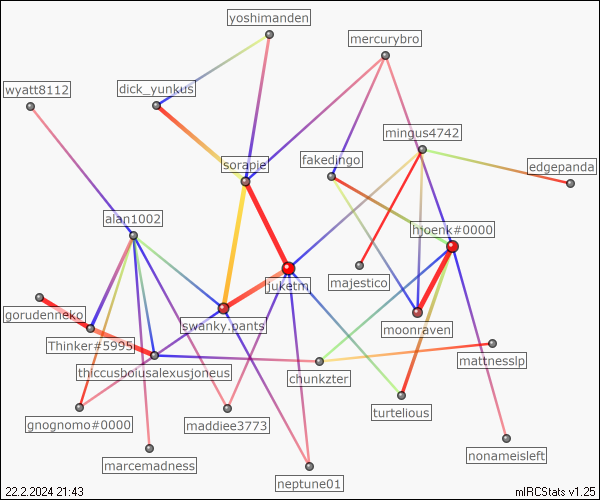 yoshimanden
mercurybro
wyatt8112
dick_yunkus
mingus4742
sorapie
fakedingo
edgepanda
alan1002
hjoenk#0000
juketm
majestico
gorudenneko
swanky.pants
moonraven
Thinker#5995
mattnesslp
thiccusboiusalexusjoneus
chunkzter
gnognomo#0000
maddiee3773
turtelious
marcemadness
nonameisleft
neptune01
22.2.2024 21:43
mIRCStats v1.25